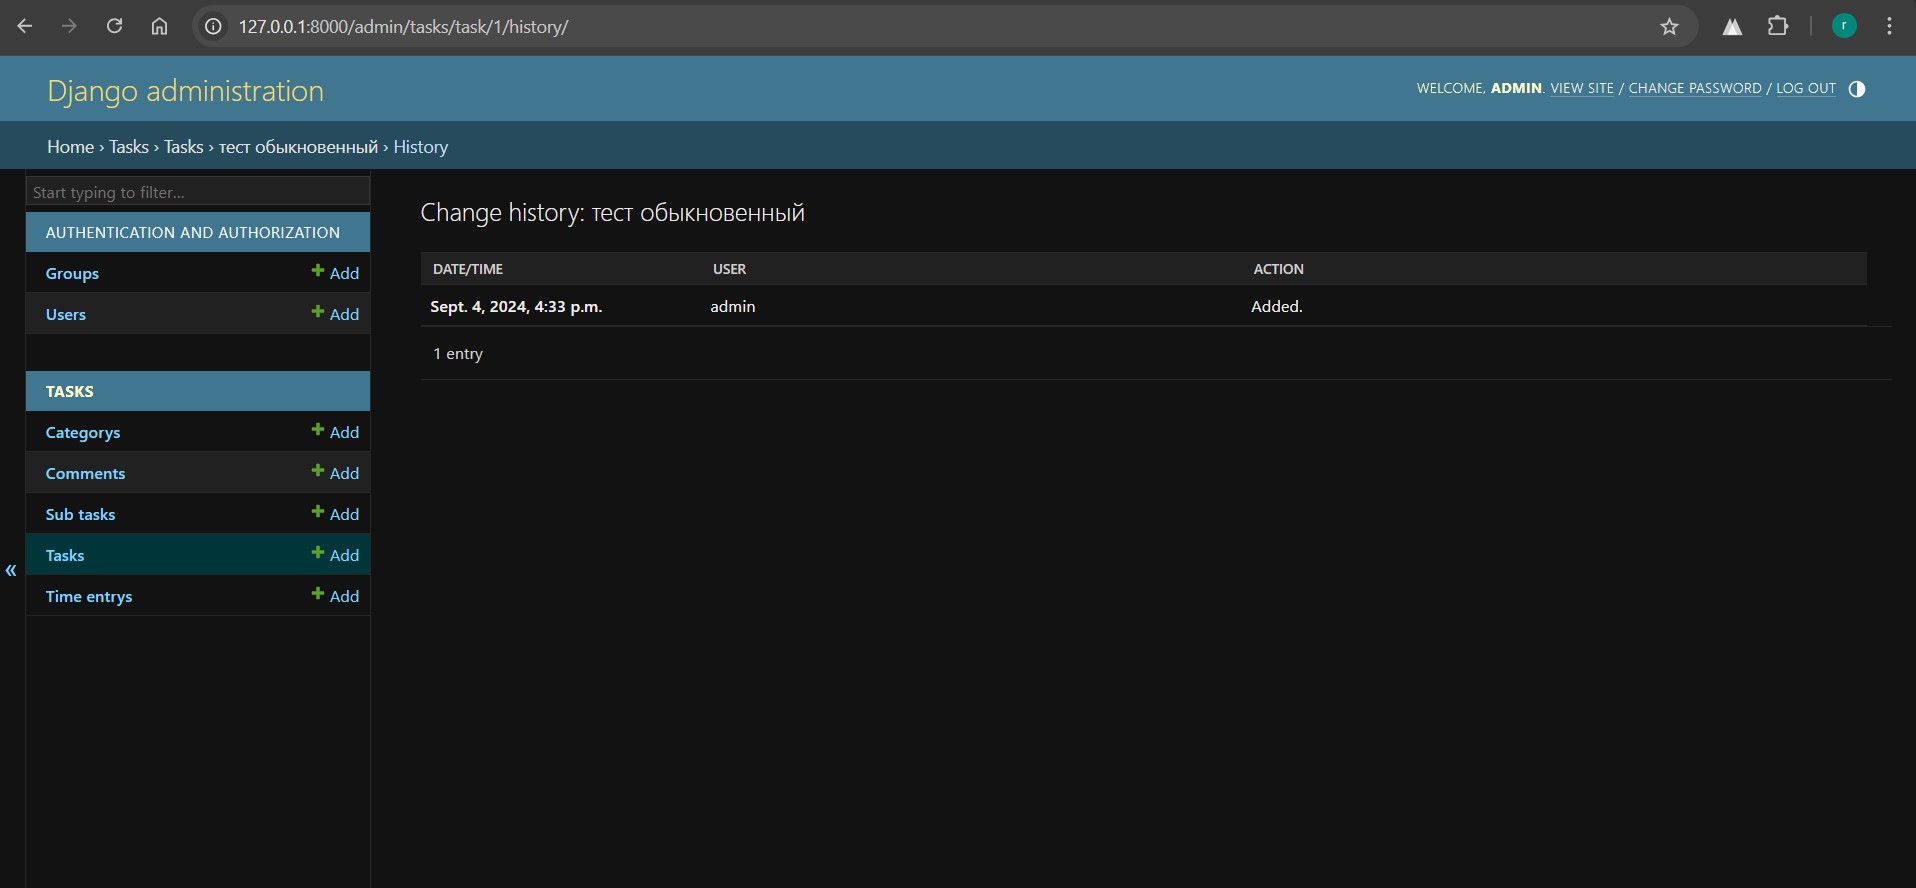 127.0.0.1:8000/admin/tasks/task/1/history/
r
Django administration
WELCOME, ADMIN. VIEW SITE / CHANGE PASSWORD / LOG OUT
Home › Tasks › Tasks › тест обыкновенный › History
Start typing to filter...
AUTHENTICATION AND AUTHORIZATION
Groups Add
Users Add
TASKS
Categorys Add
Comments Add
Sub tasks Add
Tasks Add
Time entrys Add
«
Change history: тест обыкновенный
DATE/TIME USER ACTION
Sept. 4, 2024, 4:33 p.m. admin Added.
1 entry